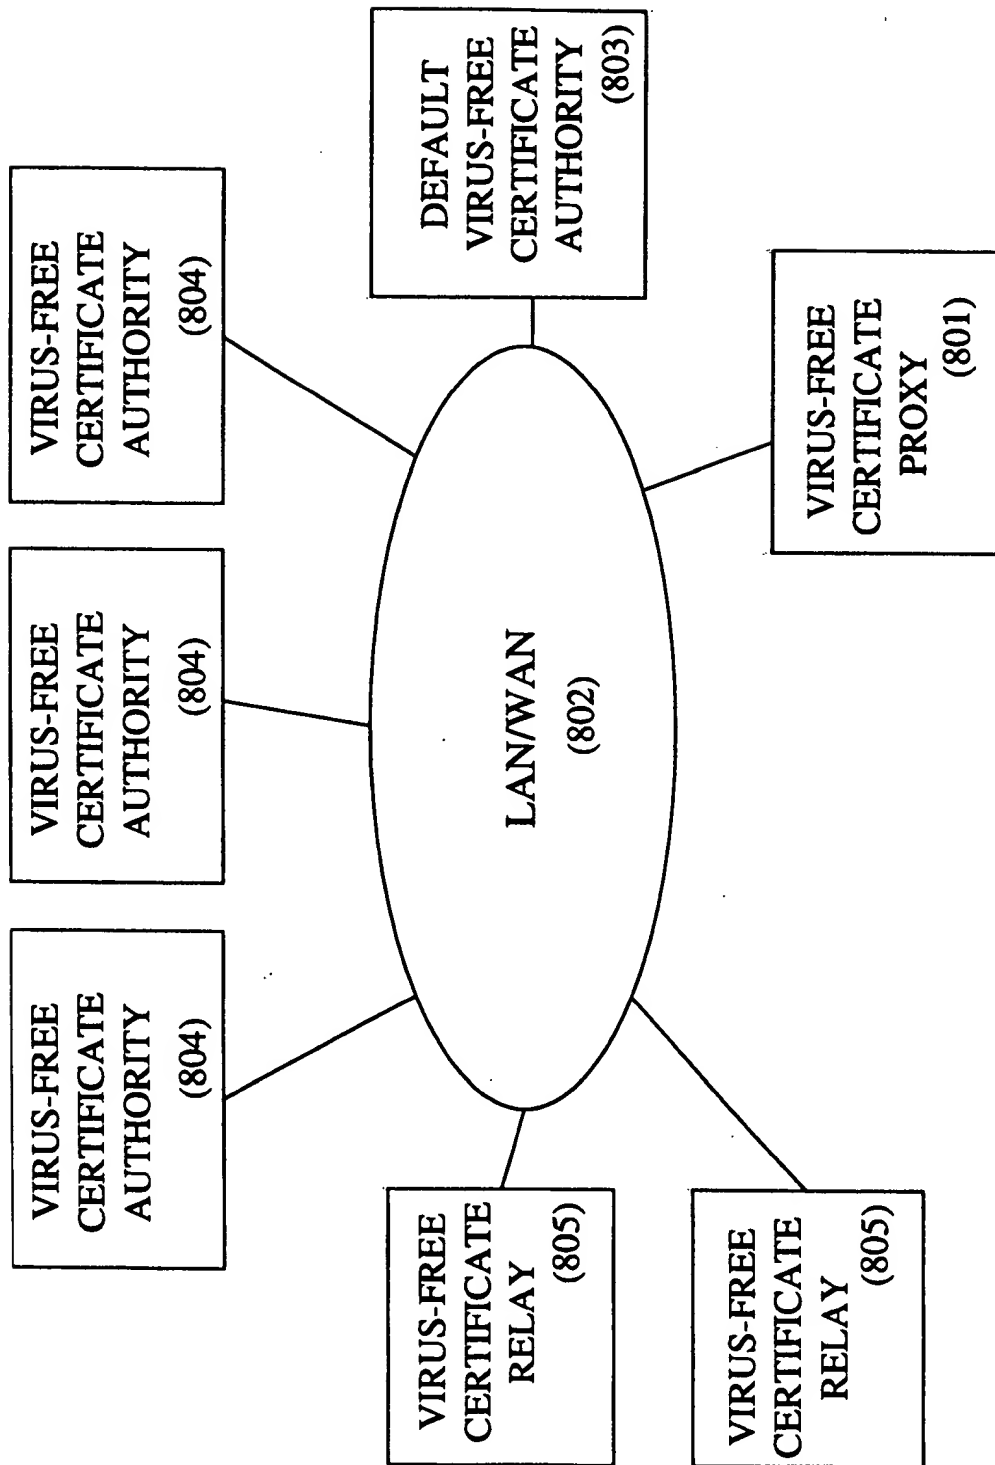 VIRUS-FREE
CERTIFICATE
AUTHORITY
(804)
VIRUS-FREE
CERTIFICATE
AUTHORITY
(804)
VIRUS-FREE
CERTIFICATE
AUTHORITY
(804)
VIRUS-FREE
CERTIFICATE
RELAY
(805)
LAN/WAN
(802)
DEFAULT
VIRUS-FREE
CERTIFICATE
AUTHORITY
(803)
VIRUS-FREE
CERTIFICATE
RELAY
(805)
VIRUS-FREE
CERTIFICATE
PROXY
(801)